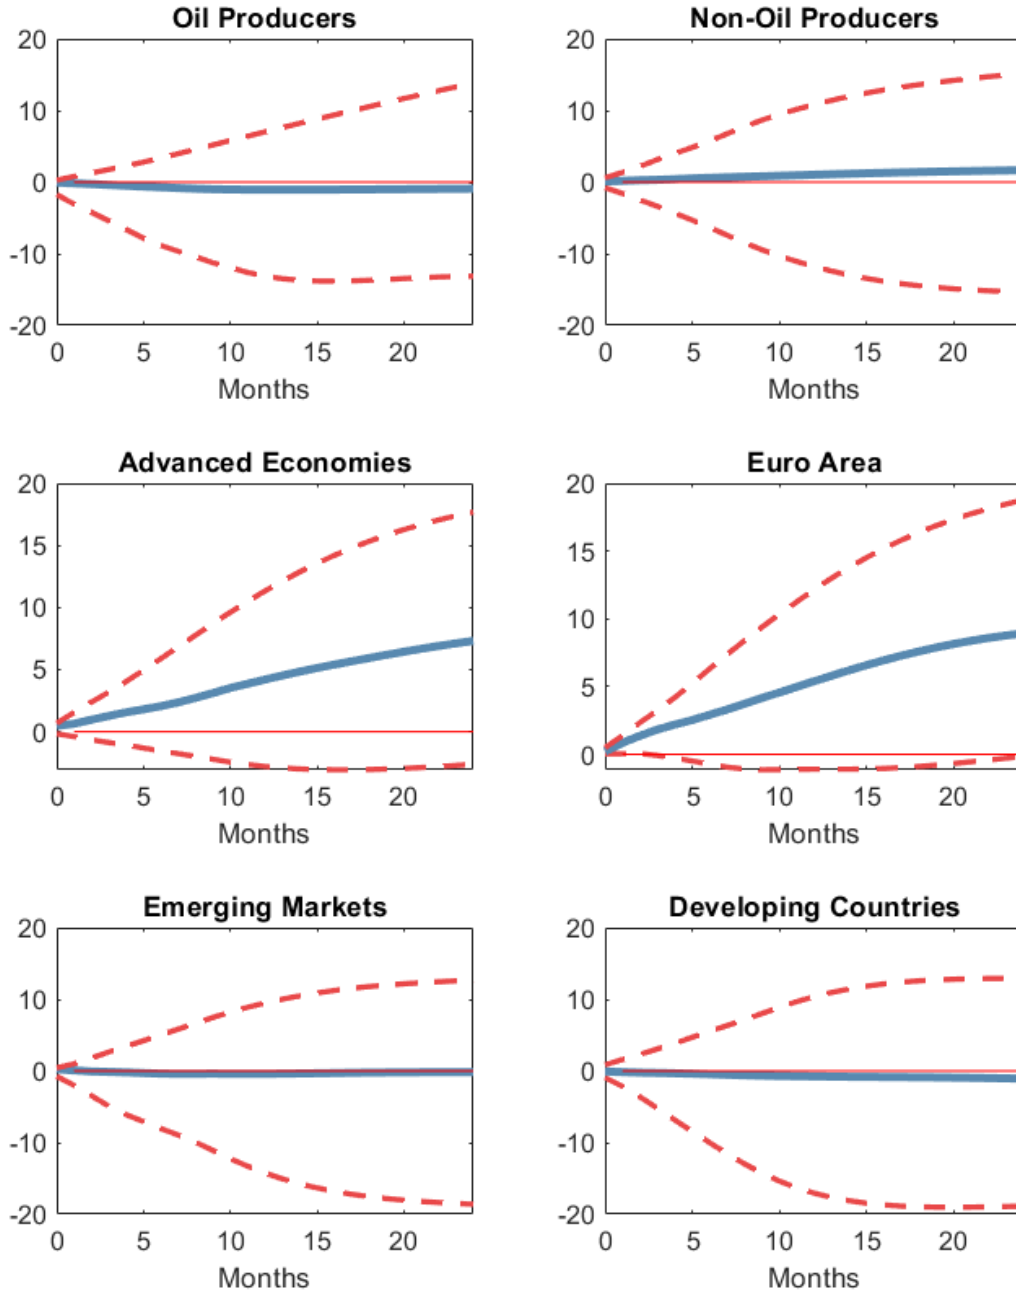 Oil Producers
20
10
0
-10
-20
0 5 10 15 20
Months
Non-Oil Producers
20
10
0
-10
-20
0 5 10 15 20
Months
Advanced Economies
20
15
10
5
0
0 5 10 15 20
Months
Euro Area
20
15
10
5
0
0 5 10 15 20
Months
Emerging Markets
20
10
0
-10
-20
0 5 10 15 20
Months
Developing Countries
20
10
0
-10
-20
0 5 10 15 20
Months